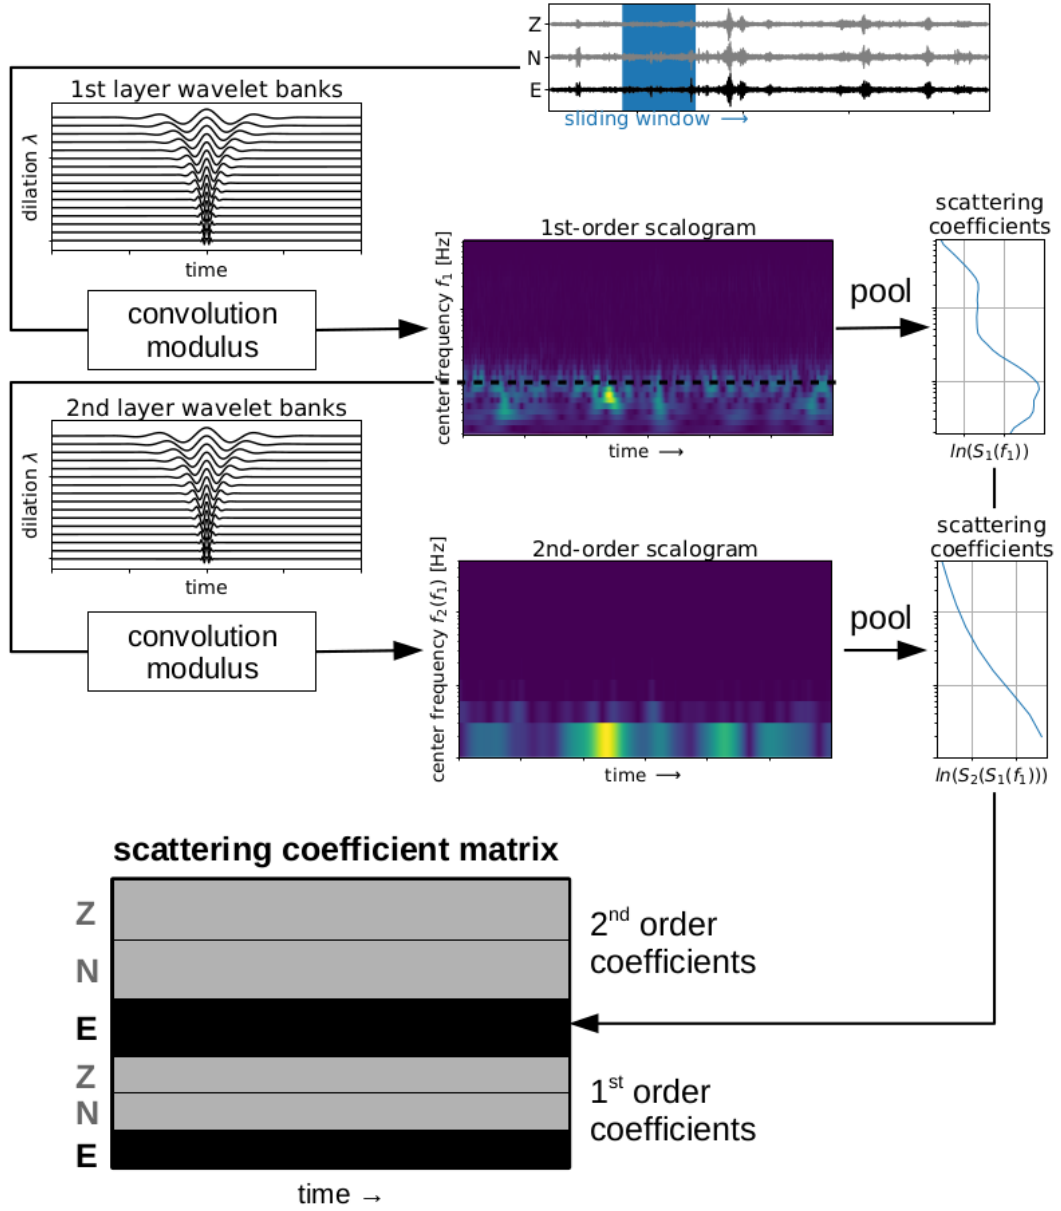 Z
N
E
sliding window →
1st layer wavelet banks
dilation λ
time
convolution
modulus
1st-order scalogram
center frequency f₁ [Hz]
time →
pool
scattering
coefficients
ln(S₁(f₁))
2nd layer wavelet banks
dilation λ
time
convolution
modulus
2nd-order scalogram
center frequency f₂(f₁) [Hz]
time →
pool
scattering
coefficients
ln(S₂(S₁(f₁)))
scattering coefficient matrix
Z
N
E
2nd order
coefficients
Z
N
E
1st order
coefficients
time →